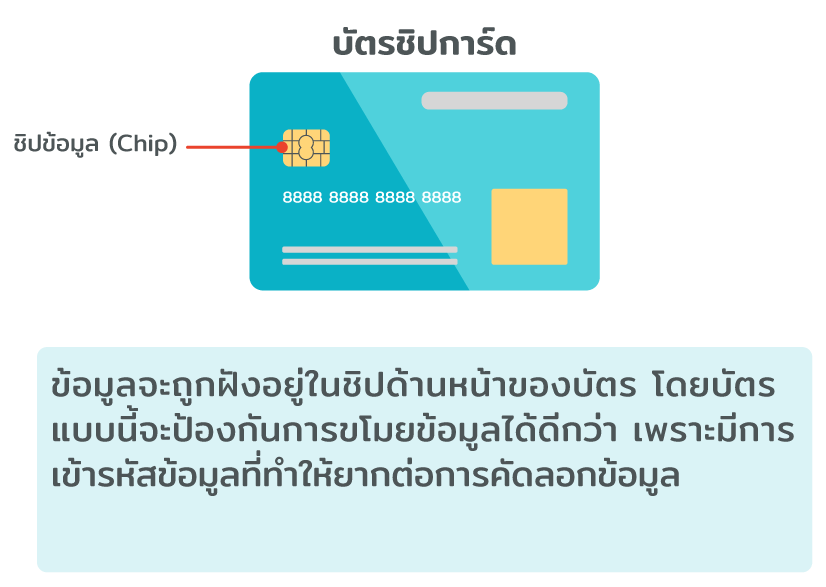 บัตรชิปการ์ด
ชิปข้อมูล (Chip)
8888 8888 8888 8888
ข้อมูลจะถูกฝังอยู่ในชิปด้านหน้าของบัตร โดยบัตร
แบบนี้จะป้องกันการขโมยข้อมูลได้ดีกว่า เพราะมีการ
เข้ารหัสข้อมูลที่ทำให้ยากต่อการคัดลอกข้อมูล